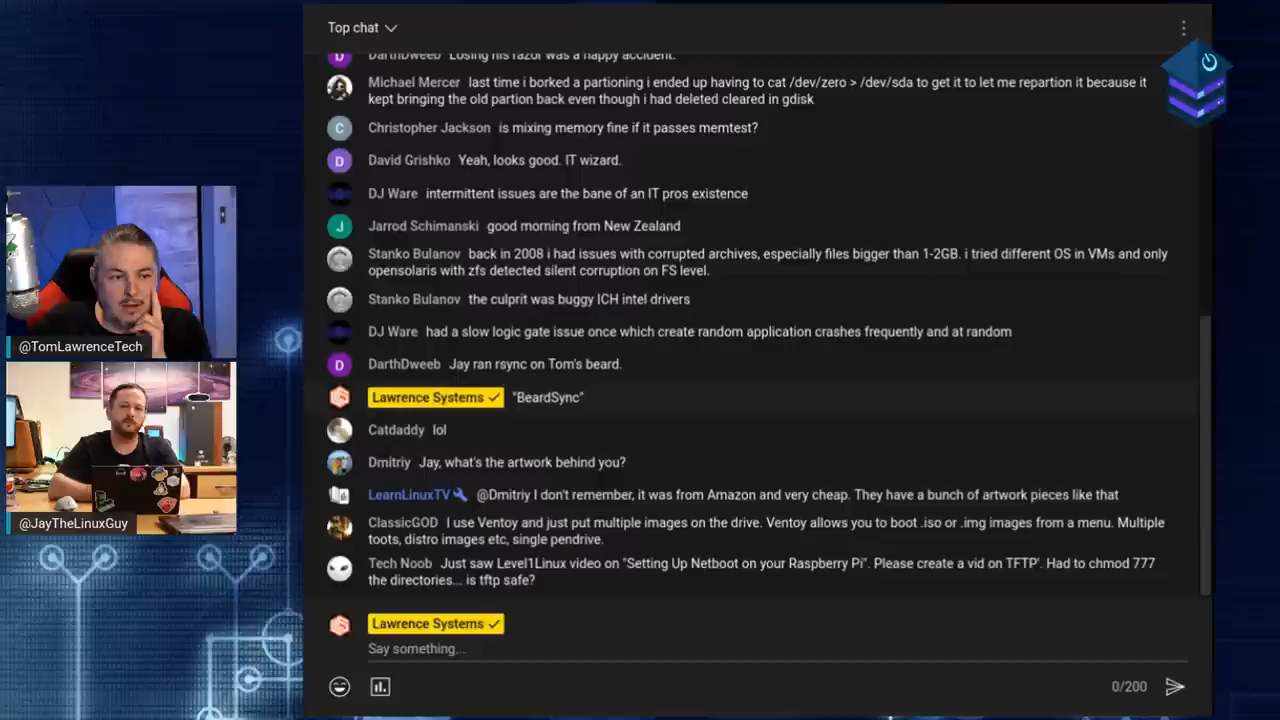 Top chat
DarthDweeb Losing his razor was a happy accident.
Michael Mercer last time i borked a partioning i ended up having to cat /dev/zero > /dev/sda to get it to let me repartion it because it
kept bringing the old partion back even though i had deleted cleared in gdisk
C Christopher Jackson is mixing memory fine if it passes memtest?
D David Grishko Yeah, looks good. IT wizard.
DJ Ware intermittent issues are the bane of an IT pros existence
J Jarrod Schimanski good morning from New Zealand
Stanko Bulanov back in 2008 i had issues with corrupted archives, especially files bigger than 1-2GB. i tried different OS in VMs and only
opensolaris with zfs detected silent corruption on FS level.
Stanko Bulanov the culprit was buggy ICH intel drivers
DJ Ware had a slow logic gate issue once which create random application crashes frequently and at random
@TomLawrenceTech
D DarthDweeb Jay ran rsync on Tom's beard.
Lawrence Systems "BeardSync"
Catdaddy lol
Dmitriy Jay, what's the artwork behind you?
LearnLinuxTV @Dmitriy I don't remember, it was from Amazon and very cheap. They have a bunch of artwork pieces like that
@JayTheLinuxGuy
ClassicGOD I use Ventoy and just put multiple images on the drive. Ventoy allows you to boot .iso or .img images from a menu. Multiple
toots, distro images etc, single pendrive.
Tech Noob Just saw Level1Linux video on "Setting Up Netboot on your Raspberry Pi". Please create a vid on TFTP'. Had to chmod 777
the directories... is tftp safe?
Lawrence Systems
Say something...
0/200